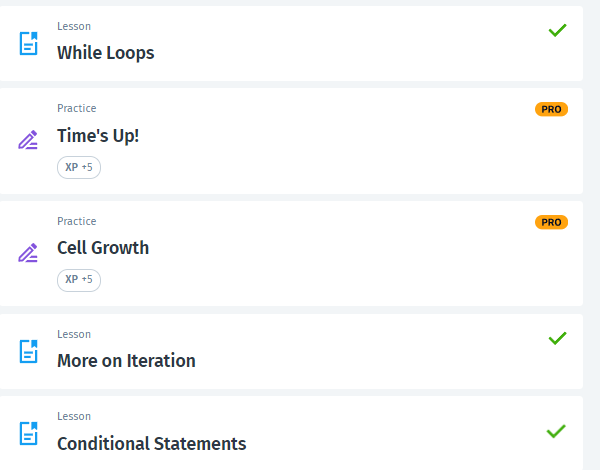 Lesson
While Loops
Practice
PRO
Time's Up!
XP +5
Practice
PRO
Cell Growth
XP +5
Lesson
More on Iteration
Lesson
Conditional Statements